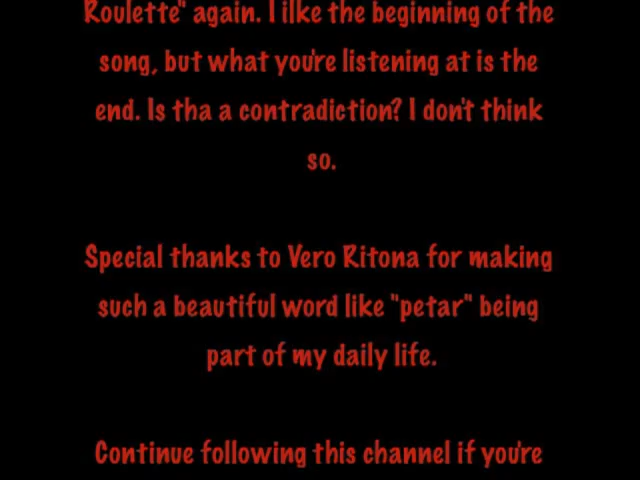 Roulette" again. I ilke the beginning of the
song, but what you're listening at is the
end. Is tha a contradiction? I don't think
so.
Special thanks to Vero Ritona for making
such a beautiful word like "petar" being
part of my daily life.
Continue following this channel if you're